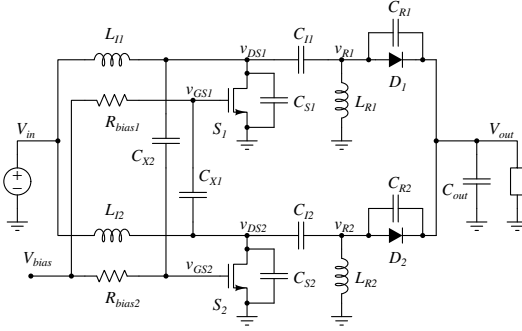 L_I1
v_DS1
C_I1
v_R1
C_R1
D_1
v_GS1
C_S1
L_R1
R_bias1
S_1
V_in
V_out
C_X2
C_X1
C_out
L_I2
v_DS2
C_I2
v_R2
C_R2
D_2
V_bias
v_GS2
C_S2
L_R2
R_bias2
S_2